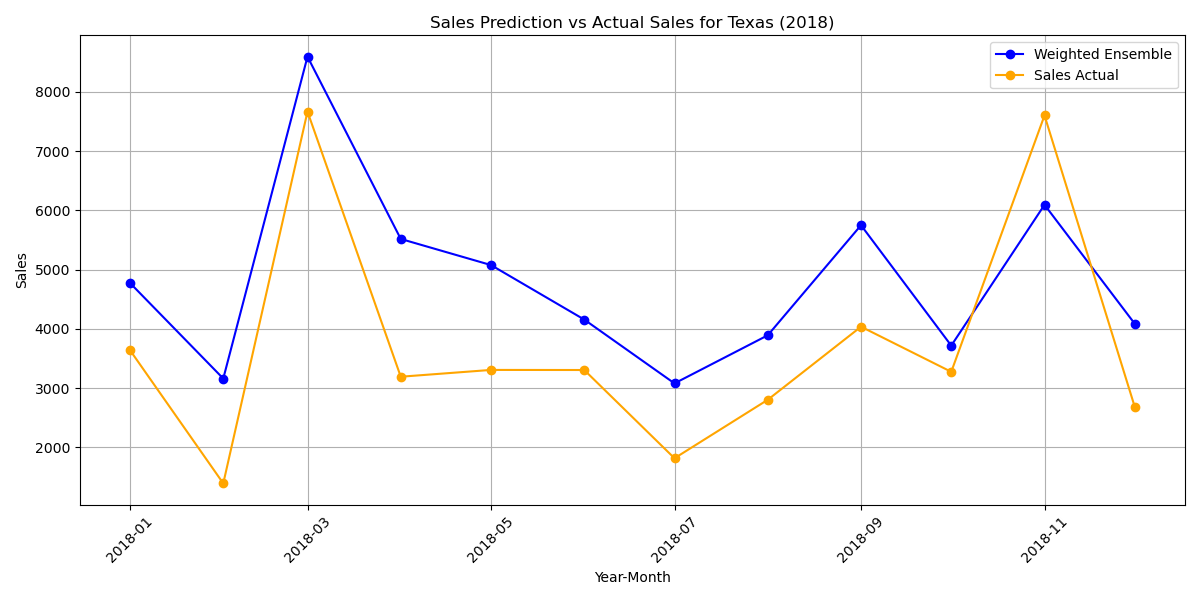 Sales Prediction vs Actual Sales for Texas (2018)
Weighted Ensemble
Sales Actual
Sales
8000
7000
6000
5000
4000
3000
2000
2018-01
2018-03
2018-05
2018-07
2018-09
2018-11
Year-Month